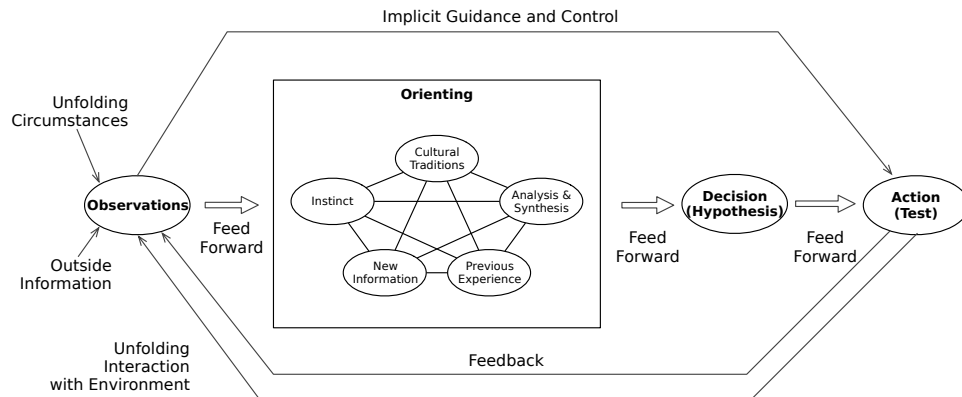 Implicit Guidance and Control
Orienting
Unfolding
Circumstances
Cultural
Traditions
Instinct
Analysis &
Synthesis
New
Information
Previous
Experience
Observations
Feed
Forward
Feed
Forward
Decision
(Hypothesis)
Feed
Forward
Action
(Test)
Outside
Information
Unfolding
Interaction
with Environment
Feedback